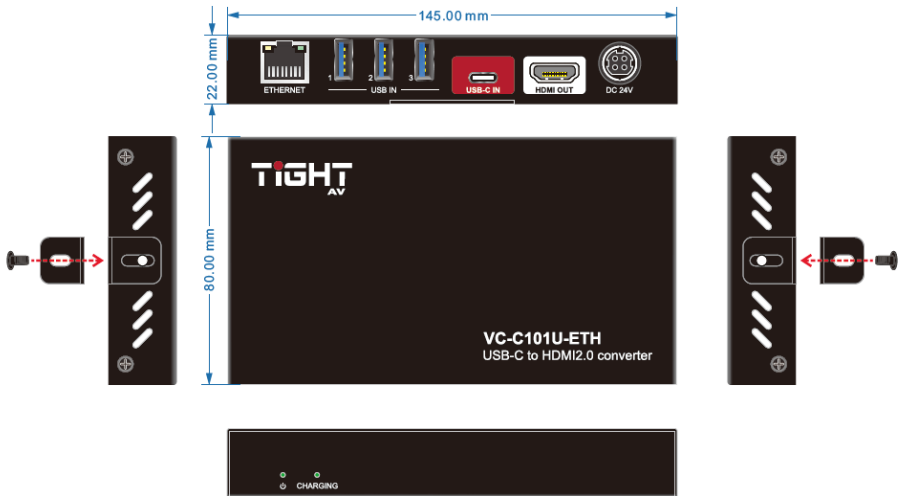 145.00 mm
22.00 mm
1 2 3
ETHERNET USB IN USB-C IN HDMI OUT DC 24V
80.00 mm
TiGHT
AV
VC-C101U-ETH
USB-C to HDMI2.0 converter
CHARGING